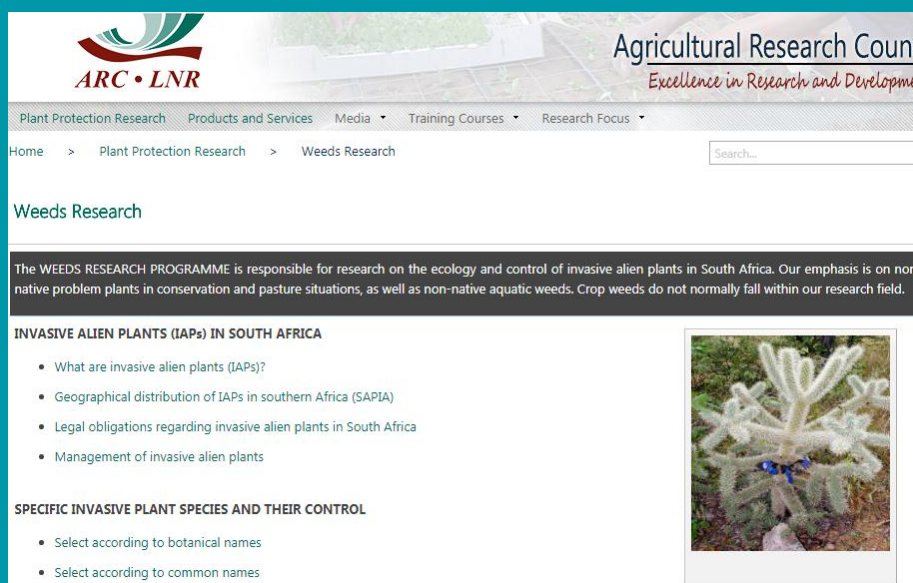 ARC • LNR
Agricultural Research Coun
Excellence in Research and Developme
Plant Protection Research Products and Services Media Training Courses Research Focus
Home > Plant Protection Research > Weeds Research
Search...
Weeds Research
The WEEDS RESEARCH PROGRAMME is responsible for research on the ecology and control of invasive alien plants in South Africa. Our emphasis is on non
native problem plants in conservation and pasture situations, as well as non-native aquatic weeds. Crop weeds do not normally fall within our research field.
INVASIVE ALIEN PLANTS (IAPs) IN SOUTH AFRICA
• What are invasive alien plants (IAPs)?
• Geographical distribution of IAPs in southern Africa (SAPIA)
• Legal obligations regarding invasive alien plants in South Africa
• Management of invasive alien plants
SPECIFIC INVASIVE PLANT SPECIES AND THEIR CONTROL
• Select according to botanical names
• Select according to common names